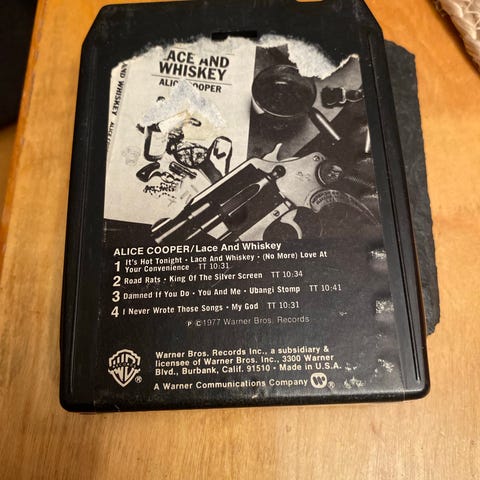 LACE AND
WHISKEY
ALICE COOPER
AND WHISKEY
ALICE COOPER/Lace And Whiskey
1 It's Hot Tonight • Lace And Whiskey • (No More) Love At
Your Convenience TT 10:31
2 Road Rats • King Of The Silver Screen TT 10:34
3 Damned If You Do • You And Me • Ubangi Stomp TT 10:41
4 I Never Wrote Those Songs • My God TT 10:31
℗ ©1977 Warner Bros. Records
Warner Bros. Records Inc., a subsidiary &
licensee of Warner Bros. Inc., 3300 Warner
Blvd., Burbank, Calif. 91510 • Made in U.S.A.
A Warner Communications Company